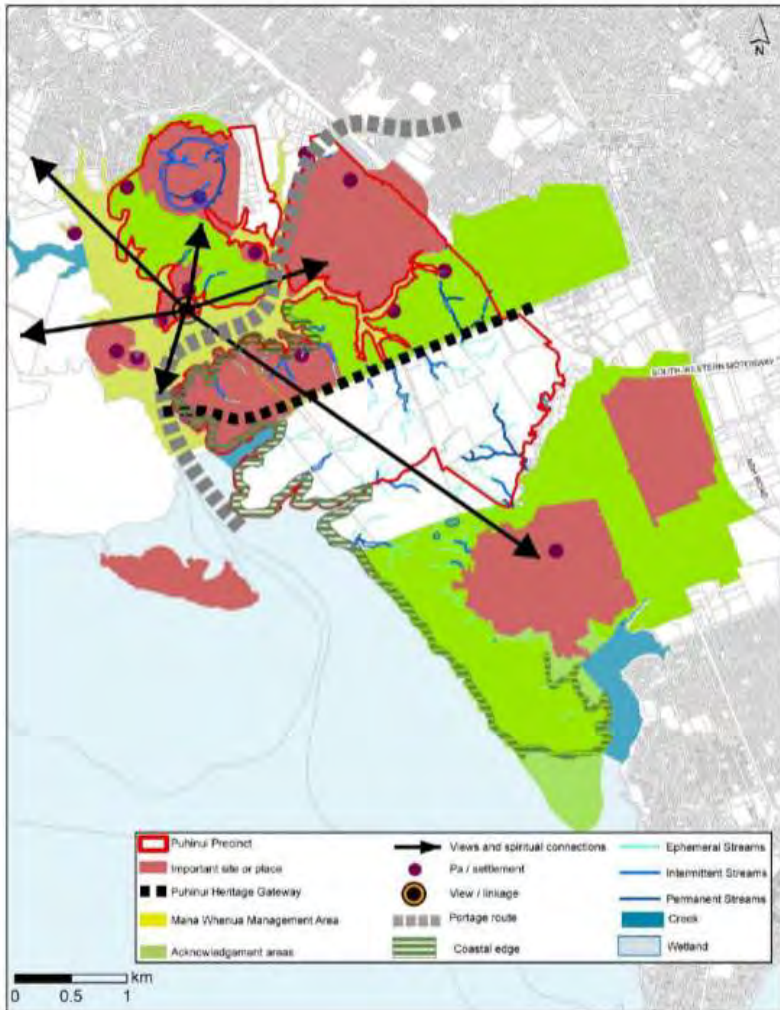 N
SOUTH-WESTERN MOTORWAY
Puhinui Precinct
Important site or place
Puhinui Heritage Gateway
Mana Whenua Management Area
Acknowledgement areas
Views and spiritual connections
Pa / settlement
View / linkage
Portage route
Coastal edge
Ephemeral Streams
Intermittent Streams
Permanent Streams
Creek
Wetland
km
0 0.5 1